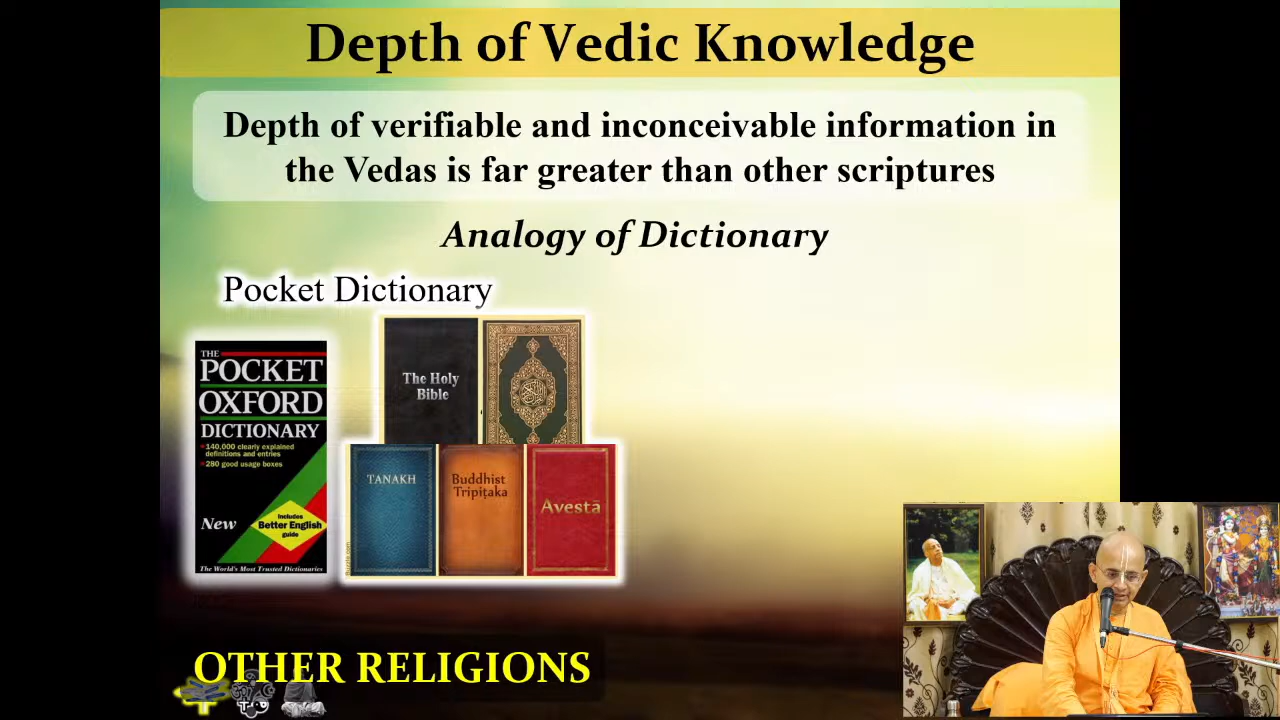 Depth of Vedic Knowledge
Depth of verifiable and inconceivable information in
the Vedas is far greater than other scriptures
Analogy of Dictionary
Pocket Dictionary
THE
POCKET
OXFORD
DICTIONARY
140,000 clearly explained
definitions and entries
280 good usage boxes
New
Includes
Better English
guide
The World's Most Trusted Dictionaries
The Holy
Bible
TANAKH
Buddhist
Tripiṭaka
Avestā
OTHER RELIGIONS